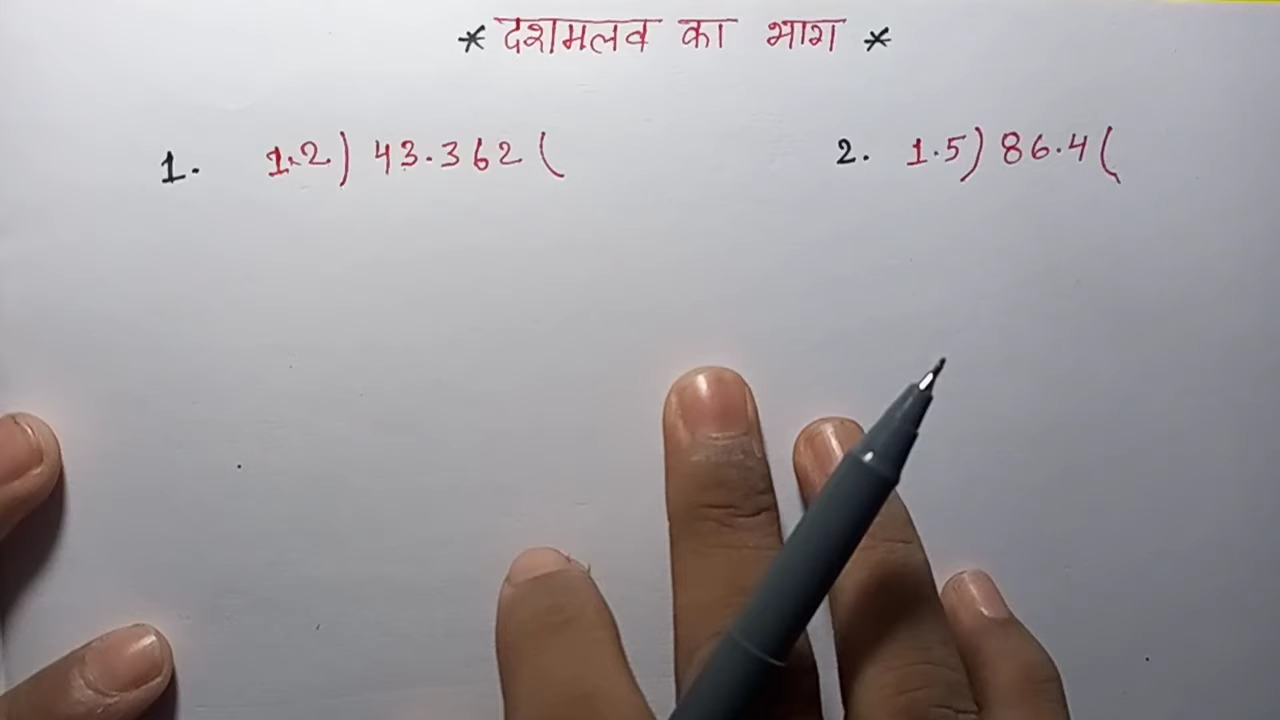 * दशमलव का भाग *
1. 1.2) 43.362 (
2. 1.5) 86.4 (